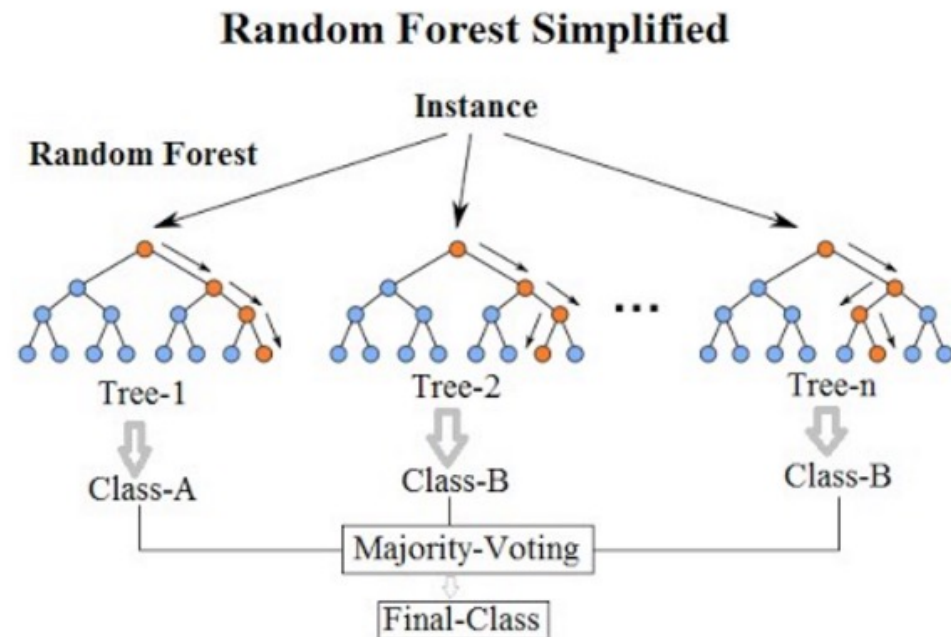 Random Forest Simplified
Instance
Random Forest
...
Tree-1
Tree-2
Tree-n
Class-A
Class-B
Class-B
Majority-Voting
Final-Class